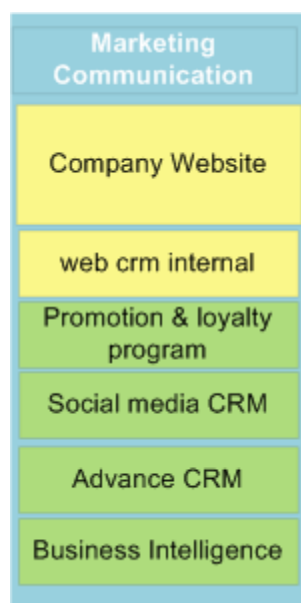 Marketing
Communication
Company Website
web crm internal
Promotion & loyalty
program
Social media CRM
Advance CRM
Business Intelligence